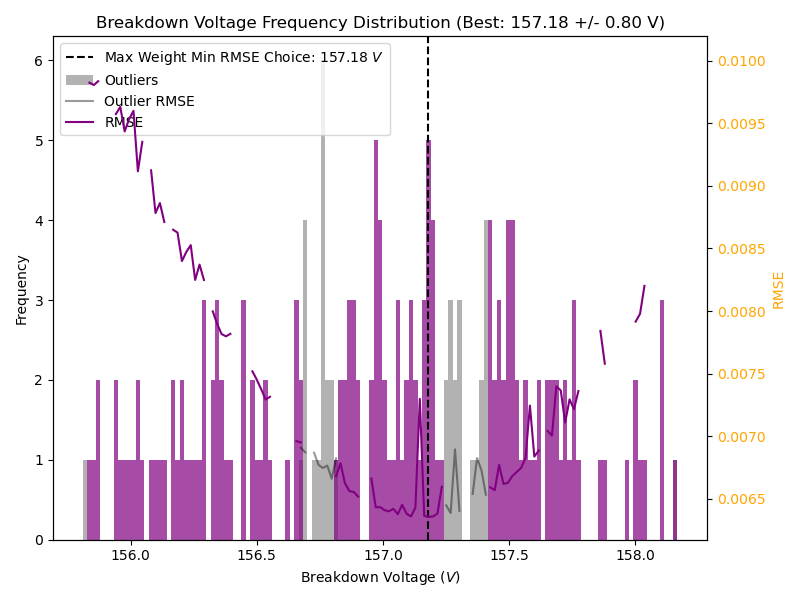 Breakdown Voltage Frequency Distribution (Best: 157.18 +/- 0.80 V)
Max Weight Min RMSE Choice: 157.18 V
Outliers
Outlier RMSE
RMSE
Frequency
6
5
4
3
2
1
0
0.0100
0.0095
0.0090
0.0085
0.0080
0.0075
0.0070
0.0065
RMSE
156.0
156.5
157.0
157.5
158.0
Breakdown Voltage (V)